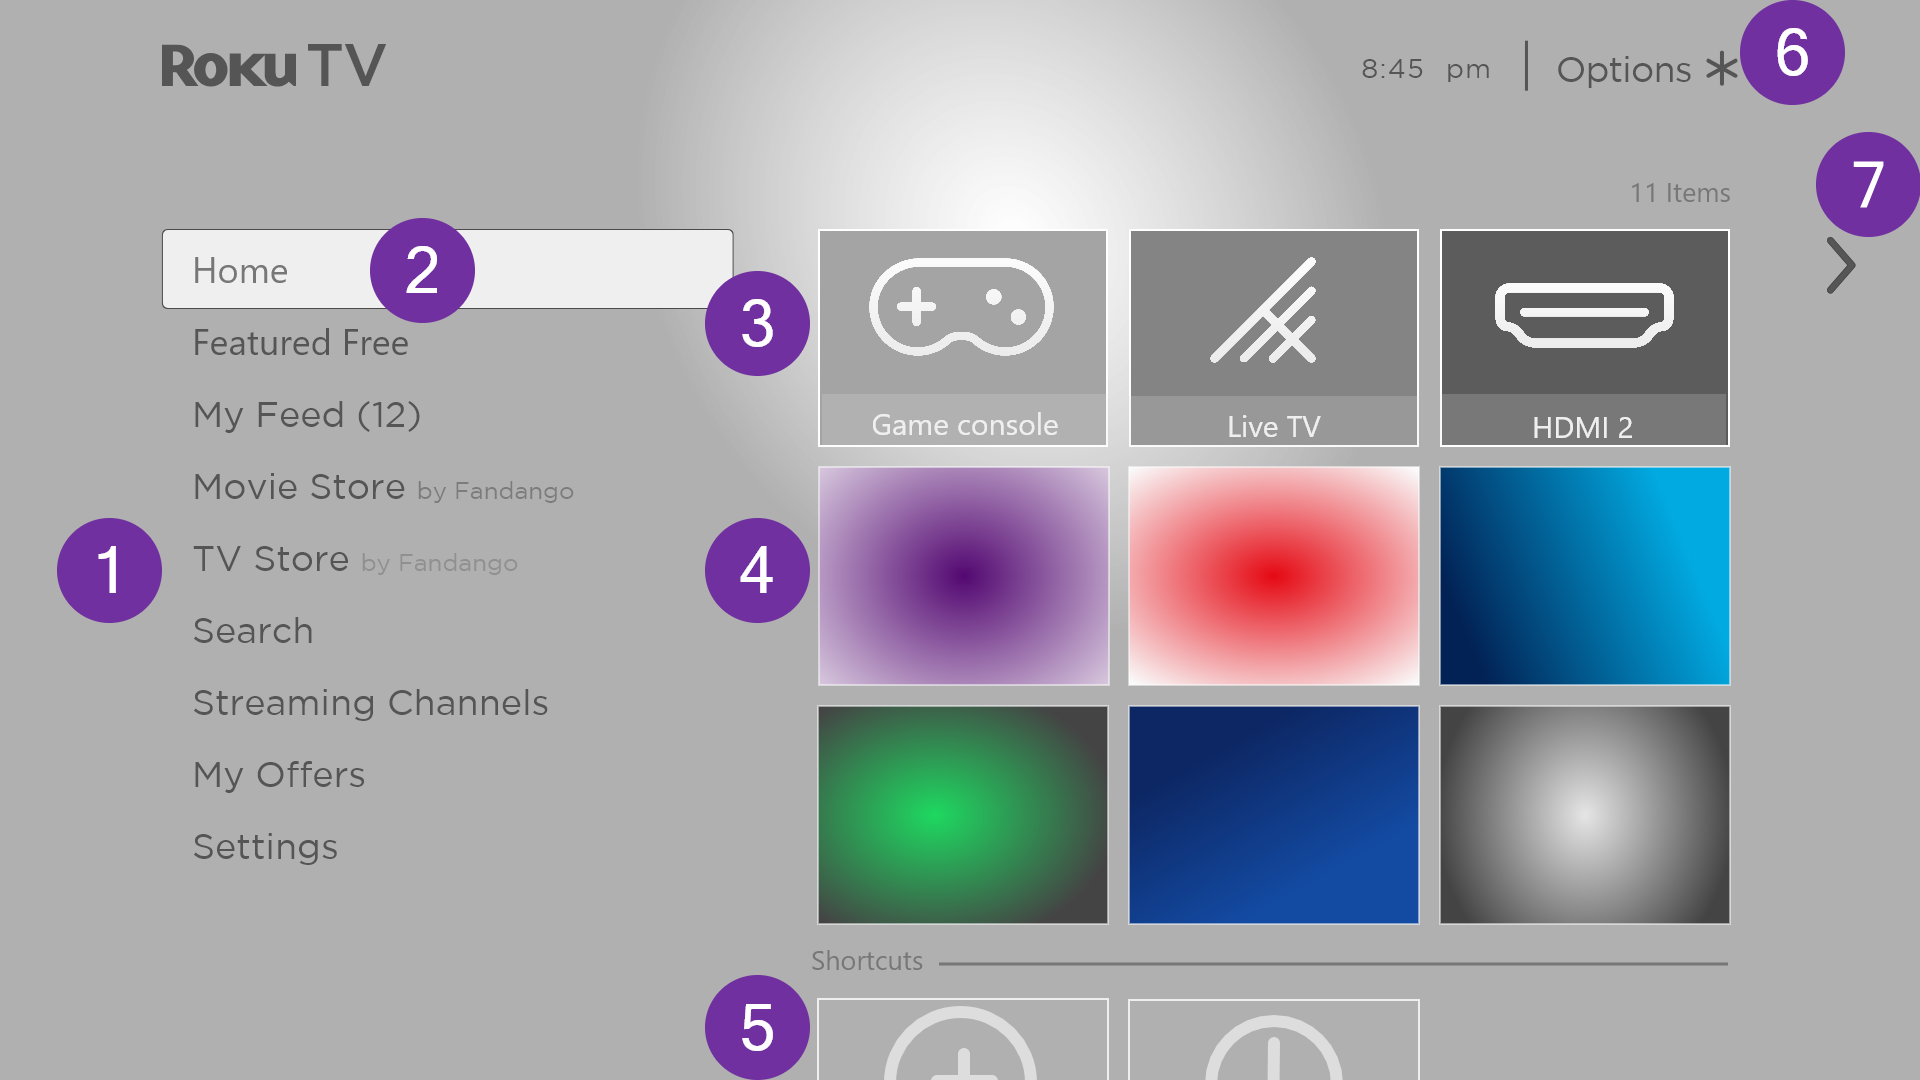 Roku TV
8:45 pm
Options *
6
7
11 Items
Home
2
3
Featured Free
My Feed (12)
Movie Store by Fandango
1
TV Store by Fandango
Search
Streaming Channels
My Offers
Settings
Game console
Live TV
HDMI 2
4
Shortcuts
5